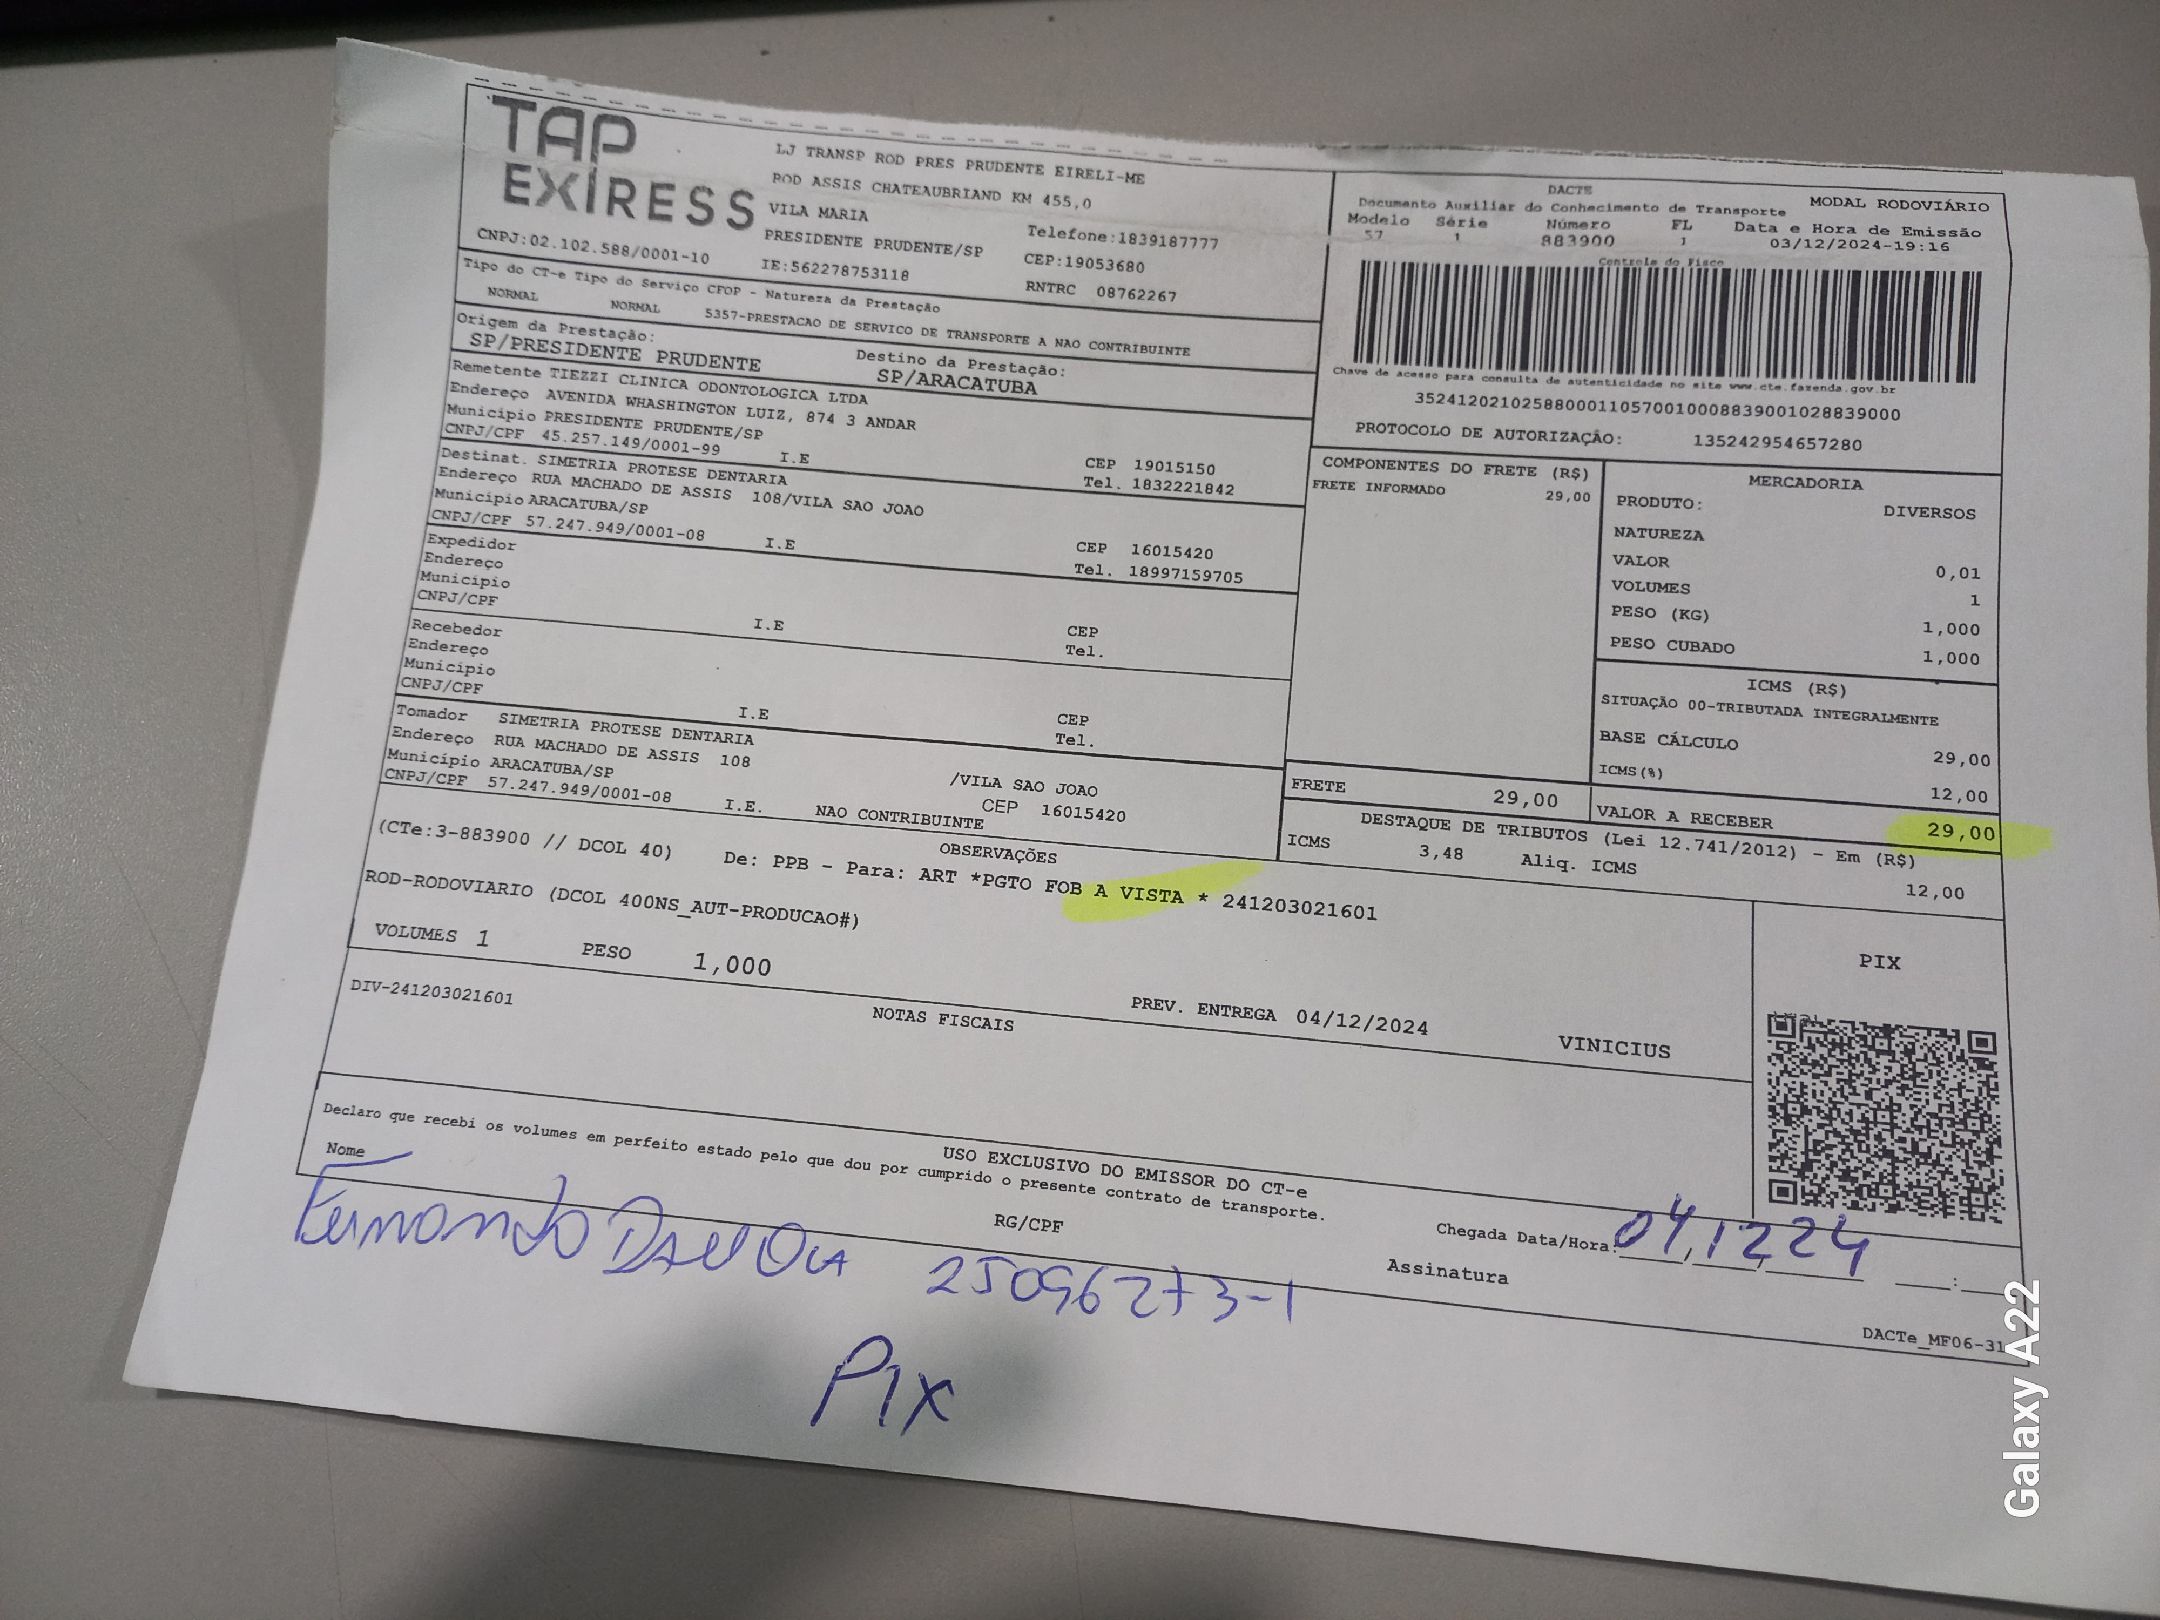 TAP
EXIRESS
CNPJ:02.102.588/0001-10
LJ TRANSP ROD PRES PRUDENTE EIRELI-ME
ROD ASSIS CHATEAUBRIAND KM 455,0
VILA MARIA
Telefone:1839187777
PRESIDENTE PRUDENTE/SP
CEP:19053680
IE:562278753118
RNTRC 08762267
DACTE
MODAL RODOVIÁRIO
Documento Auxiliar do Conhecimento de Transporte
Modelo Série Número FL Data e Hora de Emissão
57 1 883900 1 03/12/2024-19:16
Controle do Fisco
Chave de acesso para consulta de autenticidade no site www.cte.fazenda.gov.br
35241202102588000110570010008839001028839000
PROTOCOLO DE AUTORIZAÇÂO: 135242954657280
Tipo do CT-e Tipo do Serviço CFOP - Natureza da Prestação
NORMAL NORMAL 5357-PRESTACAO DE SERVICO DE TRANSPORTE A NAO CONTRIBUINTE
Origem da Prestação:
SP/PRESIDENTE PRUDENTE
Destino da Prestação:
SP/ARACATUBA
Remetente TIEZZI CLINICA ODONTOLOGICA LTDA
Endereço AVENIDA WHASHINGTON LUIZ, 874 3 ANDAR
Município PRESIDENTE PRUDENTE/SP
CEP 19015150
CNPJ/CPF 45.257.149/0001-99 I.E
Tel. 1832221842
Destinat. SIMETRIA PROTESE DENTARIA
Endereço RUA MACHADO DE ASSIS 108/VILA SAO JOAO
Município ARACATUBA/SP
CEP 16015420
CNPJ/CPF 57.247.949/0001-08 I.E
Tel. 18997159705
Expedidor
Endereço
Município
CEP
CNPJ/CPF I.E
Tel.
Recebedor
Endereço
Município
CEP
CNPJ/CPF I.E
Tel.
Tomador SIMETRIA PROTESE DENTARIA
Endereço RUA MACHADO DE ASSIS 108 /VILA SAO JOAO
Município ARACATUBA/SP
CEP 16015420
CNPJ/CPF 57.247.949/0001-08 I.E. NAO CONTRIBUINTE
COMPONENTES DO FRETE (R$)
FRETE INFORMADO 29,00
MERCADORIA
PRODUTO: DIVERSOS
NATUREZA
VALOR 0,01
VOLUMES 1
PESO (KG) 1,000
PESO CUBADO 1,000
ICMS (R$)
SITUAÇÃO 00-TRIBUTADA INTEGRALMENTE
BASE CÁLCULO 29,00
ICMS(%) 12,00
FRETE 29,00
VALOR A RECEBER 29,00
DESTAQUE DE TRIBUTOS (Lei 12.741/2012) - Em (R$)
ICMS 3,48 Aliq. ICMS 12,00
OBSERVAÇÕES
(CTe:3-883900 // DCOL 40) De: PPB - Para: ART *PGTO FOB A VISTA * 241203021601
ROD-RODOVIARIO (DCOL 400NS_AUT-PRODUCAO#)
VOLUMES 1 PESO 1,000
PREV. ENTREGA 04/12/2024 VINICIUS
PIX
NOTAS FISCAIS
DIV-241203021601
USO EXCLUSIVO DO EMISSOR DO CT-e
Declaro que recebi os volumes em perfeito estado pelo que dou por cumprido o presente contrato de transporte.
Nome RG/CPF
Chegada Data/Hora: 04,12 24 :
Assinatura
25096273-1
DACTe_MF06-31
PIX
Galaxy A22